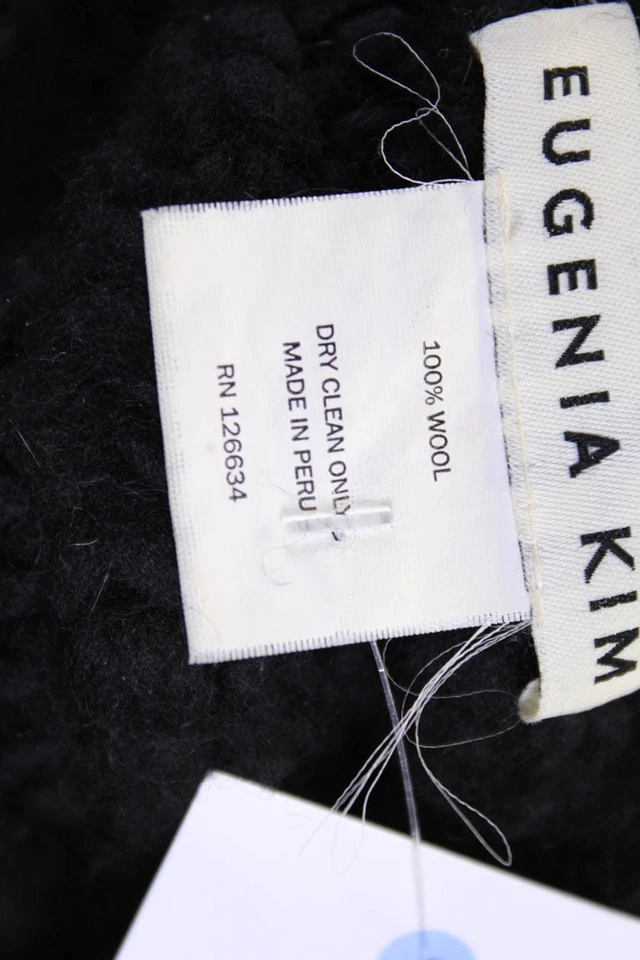 EUGENIA KIM
100% WOOL
DRY CLEAN ONLY
MADE IN PERU
RN 126634